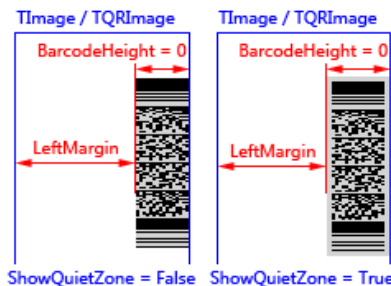 TImage / TQRImage TImage / TQRImage
BarcodeHeight = 0 BarcodeHeight = 0
LeftMargin LeftMargin
ShowQuietZone = False ShowQuietZone = True